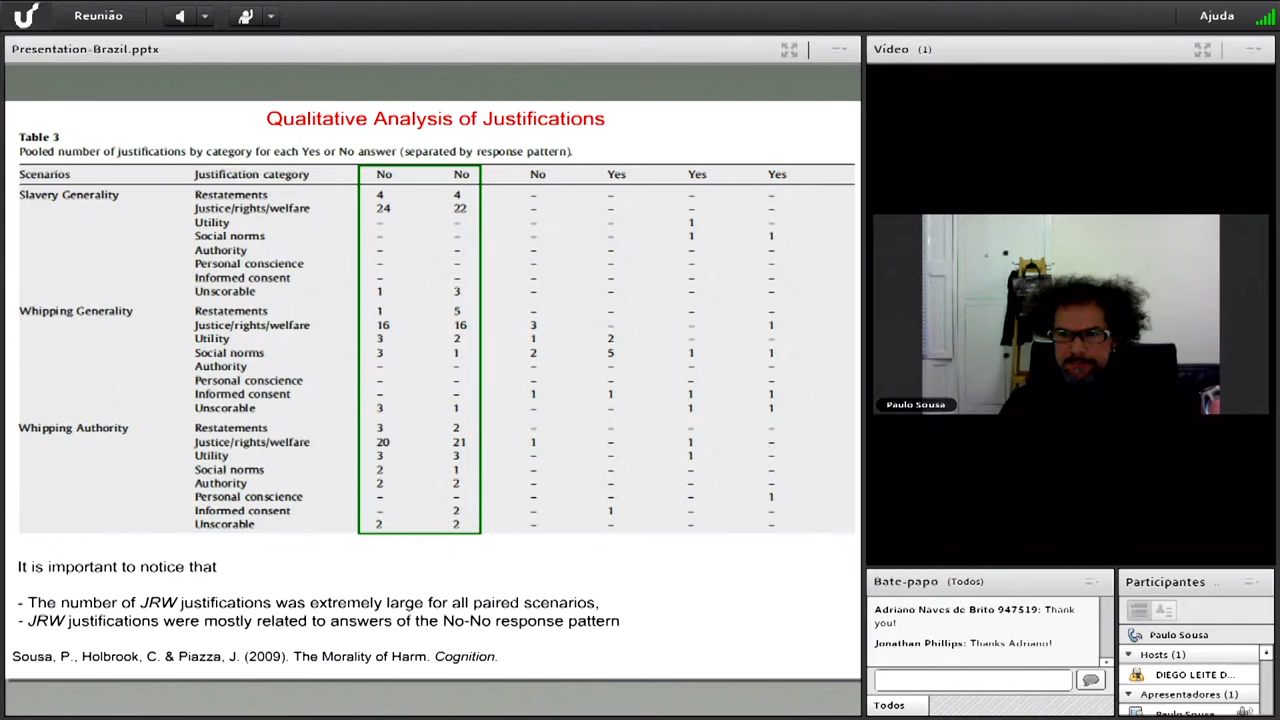 Reunião
Ajuda
Presentation-Brazil.pptx
Qualitative Analysis of Justifications
Table 3
Pooled number of justifications by category for each Yes or No answer (separated by response pattern).
Scenarios Justification category No No No Yes Yes Yes
Slavery Generality Restatements 4 4 – – – –
Justice/rights/welfare 24 22 – – – –
Utility – – – – 1 –
Social norms – – – – 1 1
Authority – – – – – –
Personal conscience – – – – – –
Informed consent – – – – – –
Unscorable 1 3 – – – –
Whipping Generality Restatements 1 5 – – – –
Justice/rights/welfare 16 16 3 – – 1
Utility 3 2 1 2 – –
Social norms 3 1 2 5 1 1
Authority – – – – – –
Personal conscience – – – – – –
Informed consent – – 1 1 1 1
Unscorable 3 1 – – 1 1
Whipping Authority Restatements 3 2 – – – –
Justice/rights/welfare 20 21 1 – 1 –
Utility 3 3 – – 1 –
Social norms 2 1 – – – –
Authority 2 2 – – – –
Personal conscience – – – – – 1
Informed consent – 2 – 1 – –
Unscorable 2 2 – – – –
It is important to notice that
- The number of JRW justifications was extremely large for all paired scenarios,
- JRW justifications were mostly related to answers of the No-No response pattern
Sousa, P., Holbrook, C. & Piazza, J. (2009). The Morality of Harm. Cognition.
Vídeo (1)
Paulo Sousa
Bate-papo (Todos)
Adriano Naves de Brito 947519: Thank
you!
Jonathan Phillips: Thanks Adriano!
Todos
Participantes
Paulo Sousa
Hosts (1)
DIEGO LEITE D...
Apresentadores (1)
Paulo Sousa